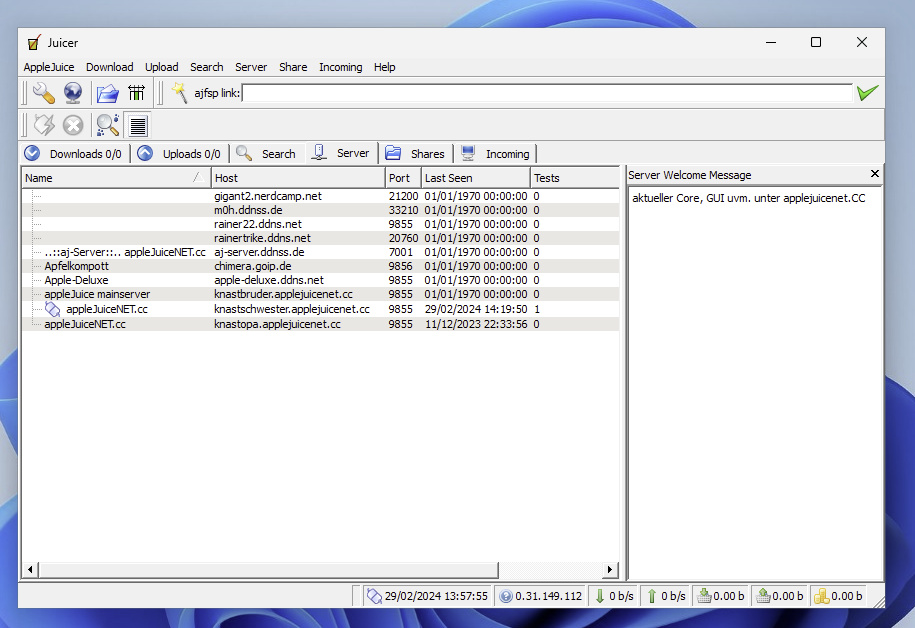 Juicer
AppleJuice Download Upload Search Server Share Incoming Help
ajfsp link:
Downloads 0/0 Uploads 0/0 Search Server Shares Incoming
Name Host Port Last Seen Tests
gigant2.nerdcamp.net 21200 01/01/1970 00:00:00 0
m0h.ddnss.de 33210 01/01/1970 00:00:00 0
rainer22.ddns.net 9855 01/01/1970 00:00:00 0
rainertrike.ddns.net 20760 01/01/1970 00:00:00 0
..::aj-Server::.. appleJuiceNET.cc aj-server.ddnss.de 7001 01/01/1970 00:00:00 0
Apfelkompott chimera.goip.de 9856 01/01/1970 00:00:00 0
Apple-Deluxe apple-deluxe.ddns.net 9855 01/01/1970 00:00:00 0
appleJuice mainserver knastbruder.applejuicenet.cc 9855 01/01/1970 00:00:00 0
appleJuiceNET.cc knastschwester.applejuicenet.cc 9855 29/02/2024 14:19:50 1
appleJuiceNET.cc knastopa.applejuicenet.cc 9855 11/12/2023 22:33:56 0
Server Welcome Message
aktueller Core, GUI uvm. unter applejuicenet.CC
29/02/2024 13:57:55 0.31.149.112 0 b/s 0 b/s 0.00 b 0.00 b 0.00 b